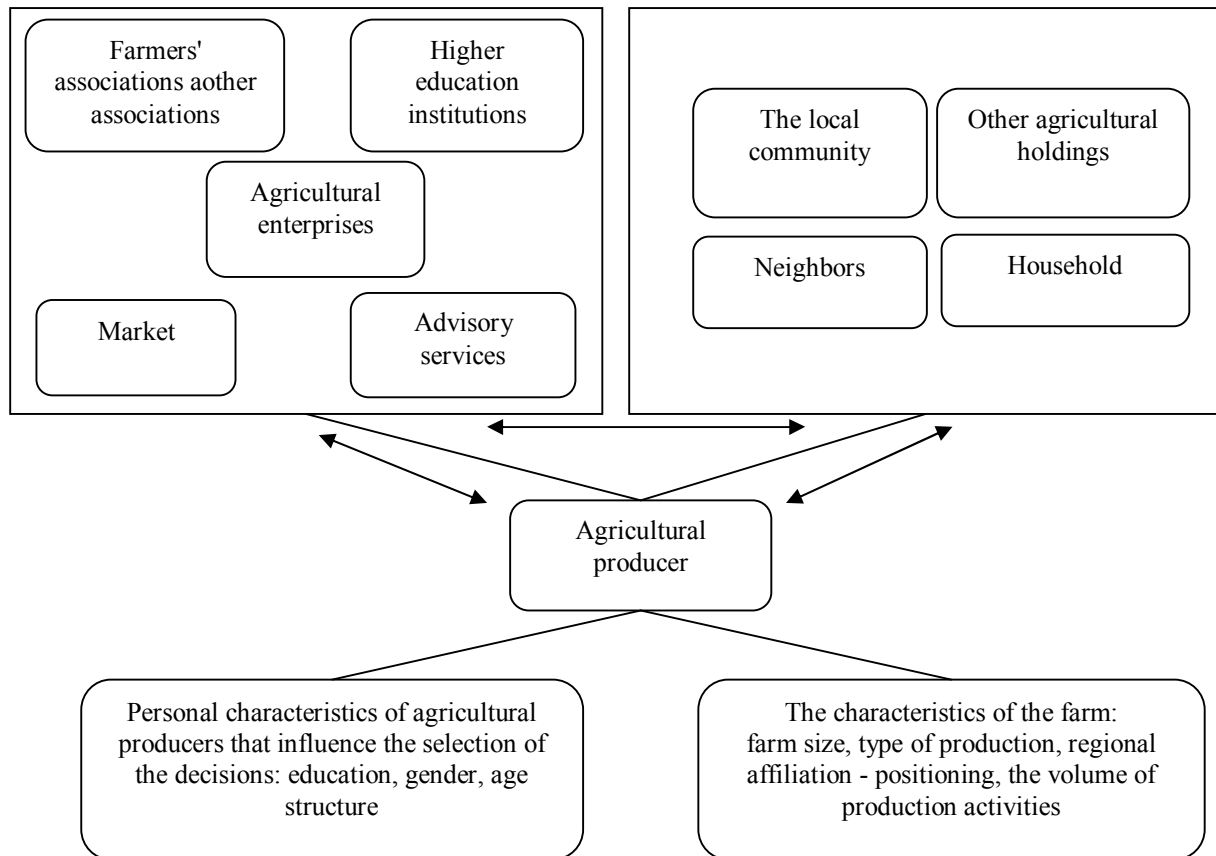 Farmers'
associations aother
associations
Higher
education
institutions
Agricultural
enterprises
Market
Advisory
services
The local
community
Other agricultural
holdings
Neighbors
Household
Agricultural
producer
Personal characteristics of agricultural
producers that influence the selection of
the decisions: education, gender, age
structure
The characteristics of the farm:
farm size, type of production, regional
affiliation - positioning, the volume of
production activities